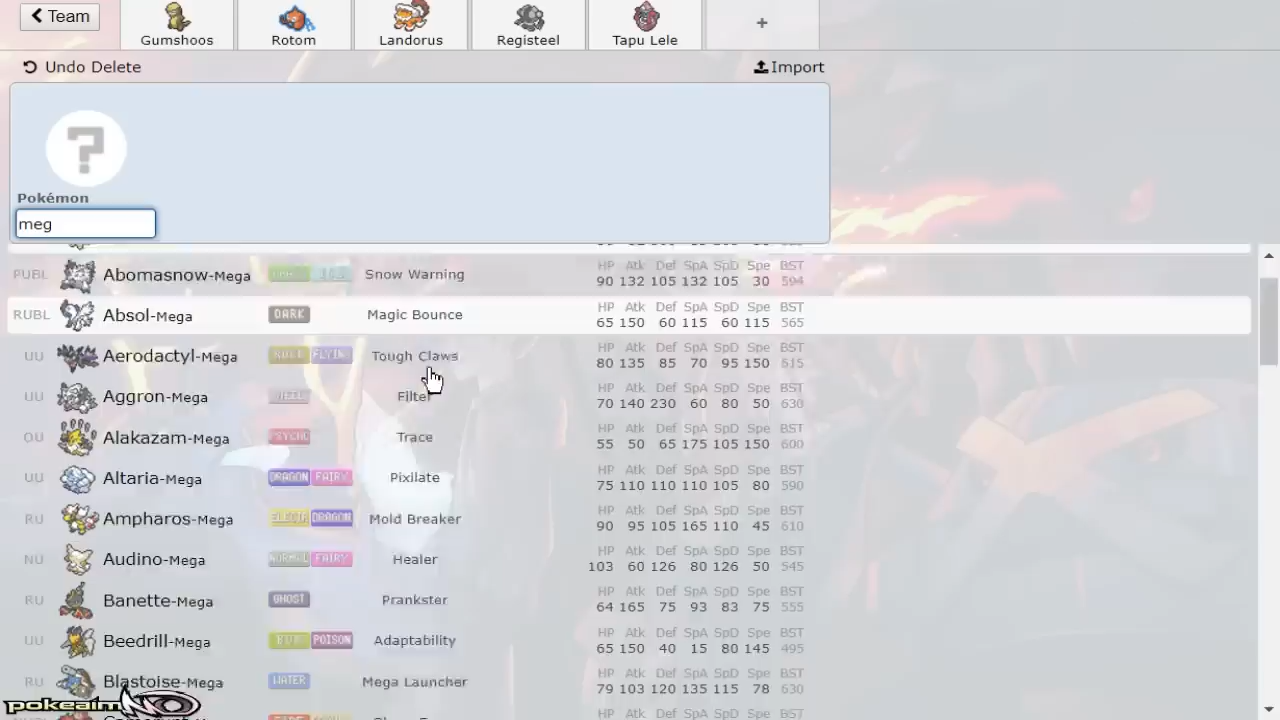 Team
Gumshoos
Rotom
Landorus
Registeel
Tapu Lele
+
Undo Delete
Import
?
Pokémon
meg
PUBL Abomasnow-Mega Snow Warning HP 90 Atk 132 Def 105 SpA 132 SpD 105 Spe 30 BST 594
RUBL Absol-Mega DARK Magic Bounce HP 65 Atk 150 Def 60 SpA 115 SpD 60 Spe 115 BST 565
UU Aerodactyl-Mega ROCK FLYING Tough Claws HP 80 Atk 135 Def 85 SpA 70 SpD 95 Spe 150 BST 615
UU Aggron-Mega STEEL Filter HP 70 Atk 140 Def 230 SpA 60 SpD 80 Spe 50 BST 630
OU Alakazam-Mega PSYCHC Trace HP 55 Atk 50 Def 65 SpA 175 SpD 105 Spe 150 BST 600
UU Altaria-Mega DRAGON FAIRY Pixilate HP 75 Atk 110 Def 110 SpA 110 SpD 105 Spe 80 BST 590
RU Ampharos-Mega ELECTR DRAGON Mold Breaker HP 90 Atk 95 Def 105 SpA 165 SpD 110 Spe 45 BST 610
NU Audino-Mega NORMAL FAIRY Healer HP 103 Atk 60 Def 126 SpA 80 SpD 126 Spe 50 BST 545
RU Banette-Mega GHOST Prankster HP 64 Atk 165 Def 75 SpA 93 SpD 83 Spe 75 BST 555
UU Beedrill-Mega BUG POISON Adaptability HP 65 Atk 150 Def 40 SpA 15 SpD 80 Spe 145 BST 495
RU Blastoise-Mega WATER Mega Launcher HP 79 Atk 103 Def 120 SpA 135 SpD 115 Spe 78 BST 630
HP Atk Def SpA SpD Spe BST
pokeaim